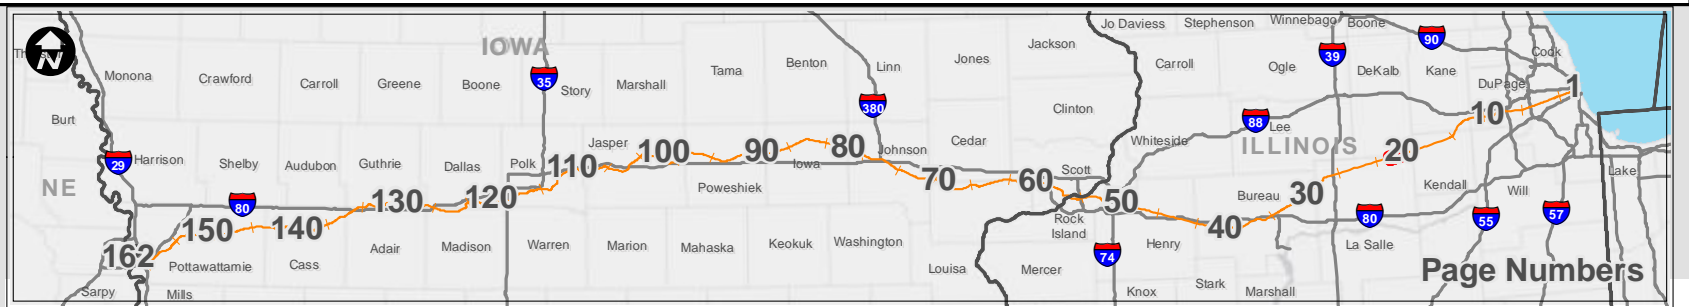 N
IOWA
ILLINOIS
NE
Monona
Crawford
Carroll
Greene
Boone
Story
Marshall
Tama
Benton
Linn
Jones
Jackson
Jo Daviess
Stephenson
Winnebago
Boone
Carroll
Ogle
DeKalb
Kane
Cook
DuPage
Burt
Harrison
Shelby
Audubon
Guthrie
Dallas
Polk
Jasper
Poweshiek
Iowa
Johnson
Cedar
Clinton
Scott
Whiteside
Lee
Bureau
Kendall
Will
Lake
Sarpy
Mills
Pottawattamie
Cass
Adair
Madison
Warren
Marion
Mahaska
Keokuk
Washington
Louisa
Rock
Island
Mercer
Henry
Knox
Stark
Marshall
La Salle
29
80
35
380
74
88
39
90
80
55
57
1
10
20
30
40
50
60
70
80
90
100
110
120
130
140
150
162
Page Numbers